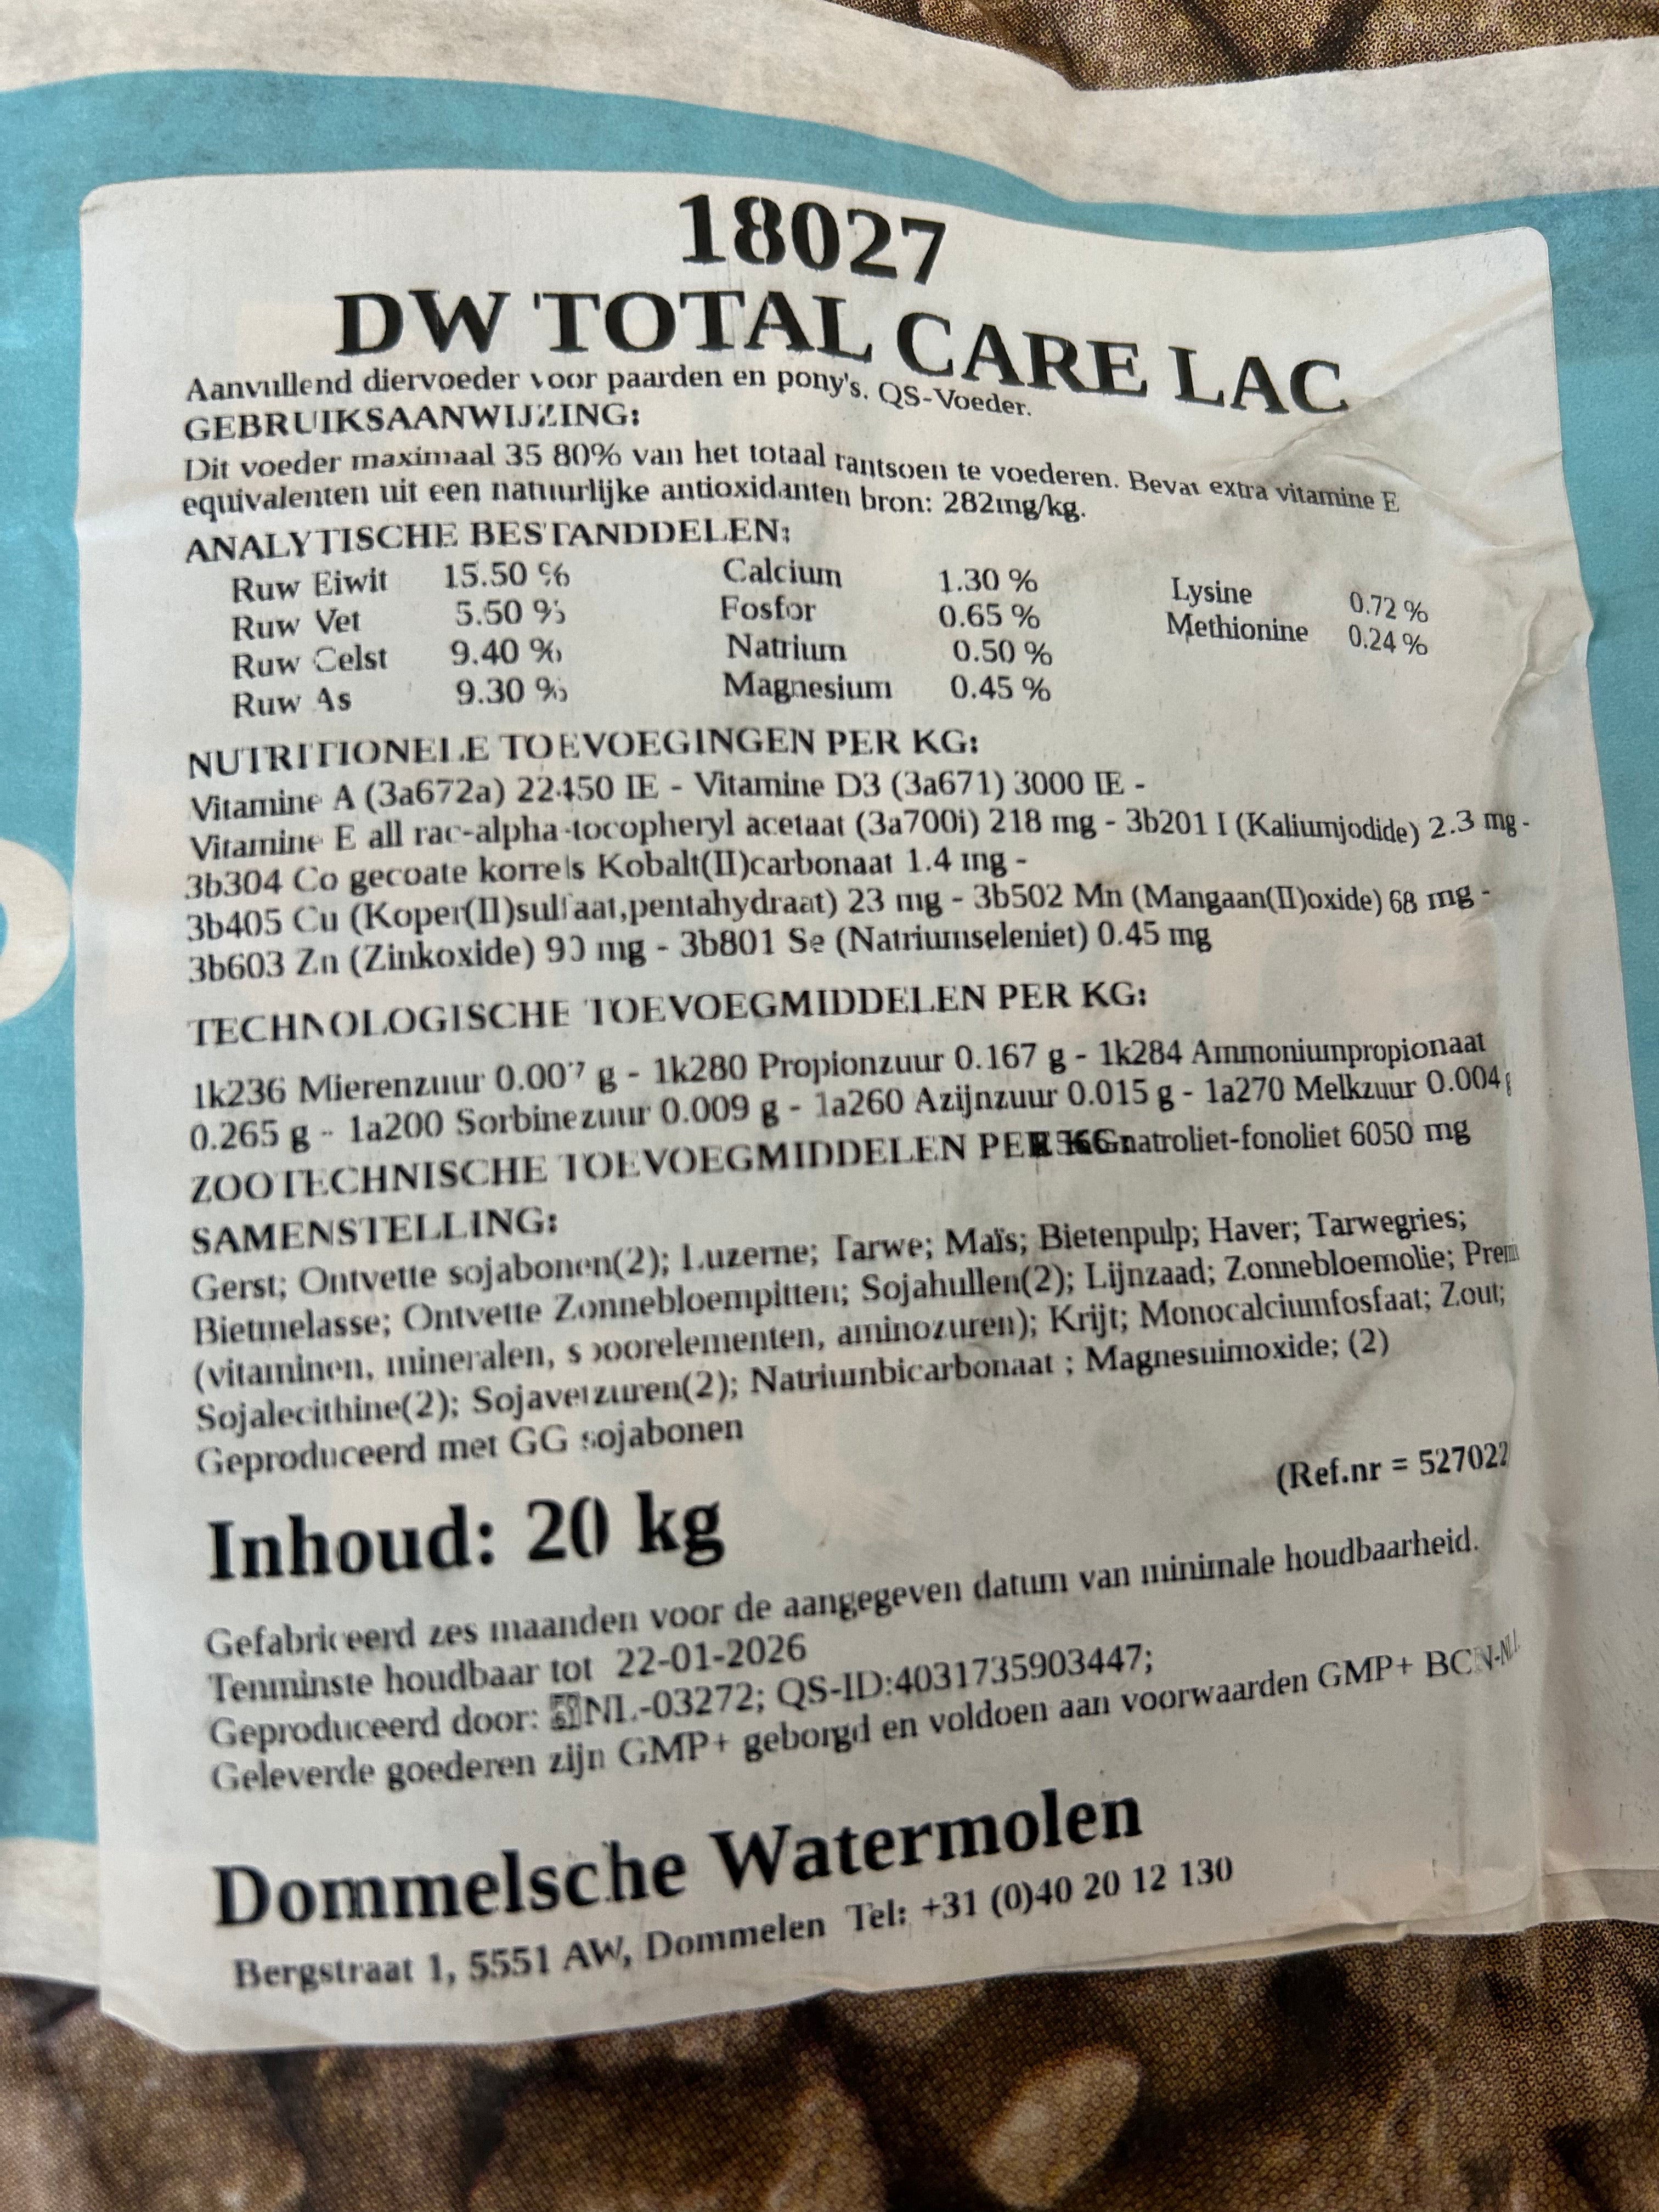 18027
DW TOTAL CARE LAC
Aanvullend diervoeder voor paarden en pony's. QS-Voeder.
GEBRUIKSAANWIJZING:
Dit voeder maximaal 35 80% van het totaal rantsoen te voederen. Bevat extra vitamine E
equivalenten uit een natuurlijke antioxidanten bron: 282mg/kg.
ANALYTISCHE BESTANDDELEN:
Ruw Eiwit 15.50 % Calcium 1.30 % Lysine 0.72 %
Ruw Vet 5.50 % Fosfor 0.65 % Methionine 0.24 %
Ruw Celst 9.40 % Natrium 0.50 %
Ruw As 9.30 % Magnesium 0.45 %
NUTRITIONELE TOEVOEGINGEN PER KG:
Vitamine A (3a672a) 22450 IE - Vitamine D3 (3a671) 3000 IE -
Vitamine E all rac-alpha-tocopheryl acetaat (3a700i) 218 mg - 3b201 I (Kaliumjodide) 2.3 mg -
3b304 Co gecoate korrels Kobalt(II)carbonaat 1.4 mg -
3b405 Cu (Koper(II)sulfaat,pentahydraat) 23 mg - 3b502 Mn (Mangaan(II)oxide) 68 mg -
3b603 Zn (Zinkoxide) 90 mg - 3b801 Se (Natriumseleniet) 0.45 mg
TECHNOLOGISCHE TOEVOEGMIDDELEN PER KG:
1k236 Mierenzuur 0.007 g - 1k280 Propionzuur 0.167 g - 1k284 Ammoniumpropionaat
0.265 g - 1a200 Sorbinezuur 0.009 g - 1a260 Azijnzuur 0.015 g - 1a270 Melkzuur 0.004 g
ZOOTECHNISCHE TOEVOEGMIDDELEN PER KG: natroliet-fonoliet 6050 mg
SAMENSTELLING:
Gerst; Ontvette sojabonen(2); Luzerne; Tarwe; Maïs; Bietenpulp; Haver; Tarwegries;
Bietmelasse; Ontvette Zonnebloempitten; Sojahullen(2); Lijnzaad; Zonnebloemolie;
(vitaminen, mineralen, spoorelementen, aminozuren); Krijt; Monocalciumfosfaat; Zout;
Sojalecithine(2); Sojavetzuren(2); Natriumbicarbonaat ; Magnesuimoxide; (2)
Geproduceerd met GG sojabonen
(Ref.nr = 527022
Inhoud: 20 kg
Gefabriceerd zes maanden voor de aangegeven datum van minimale houdbaarheid.
Tenminste houdbaar tot 22-01-2026
Geproduceerd door: NL-03272; QS-ID:4031735903447;
Geleverde goederen zijn GMP+ geborgd en voldoen aan voorwaarden GMP+
Dommelsche Watermolen
Bergstraat 1, 5551 AW, Dommelen Tel: +31 (0)40 20 12 130